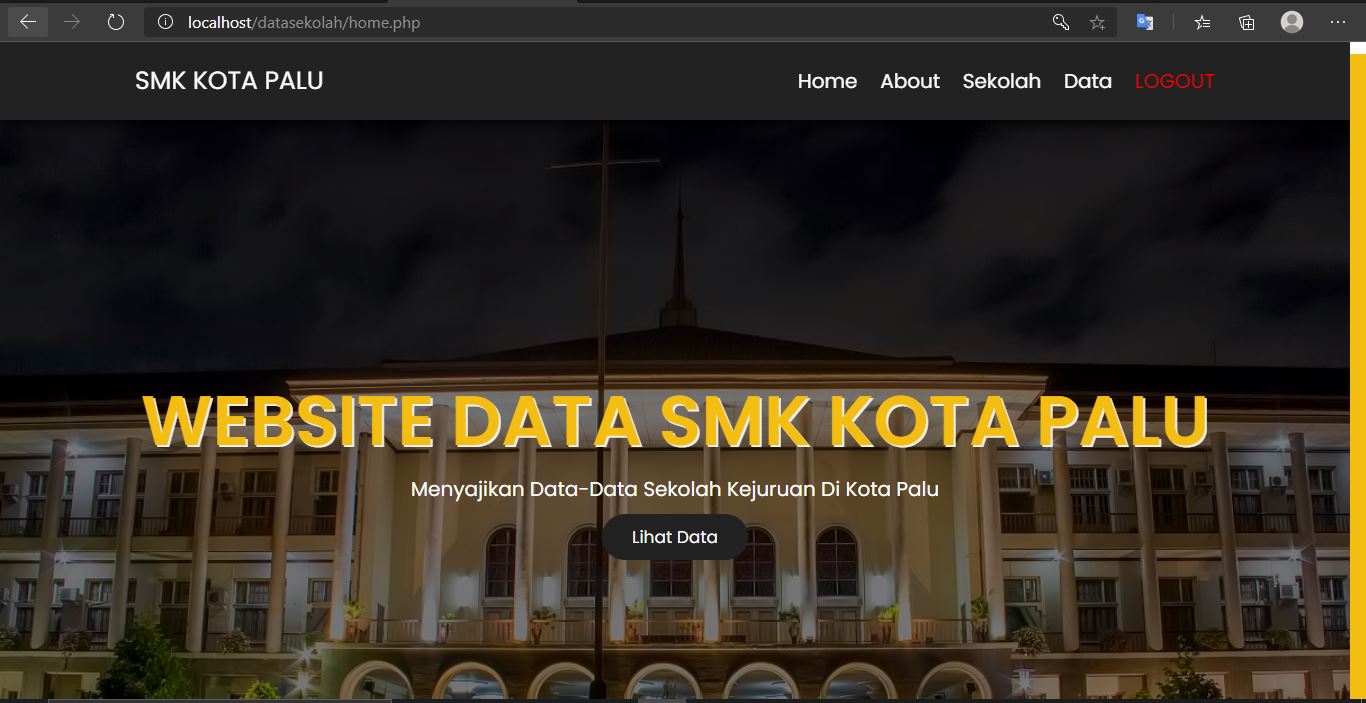 localhost/datasekolah/home.php
SMK KOTA PALU
Home About Sekolah Data LOGOUT
WEBSITE DATA SMK KOTA PALU
Menyajikan Data-Data Sekolah Kejuruan Di Kota Palu
Lihat Data